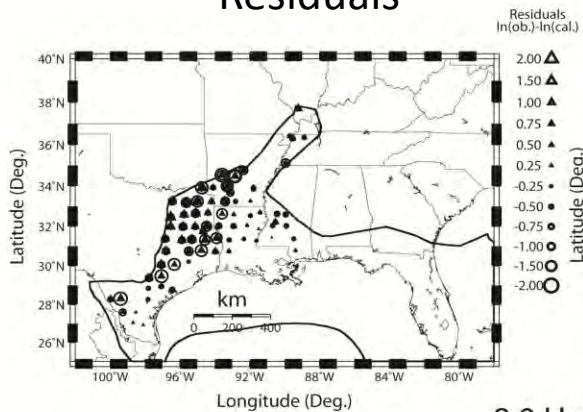 Residuals
Residuals
ln(ob.)-ln(cal.)
2.00
1.50
1.00
0.75
0.50
0.25
-0.25
-0.50
-0.75
-1.00
-1.50
-2.00
Latitude (Deg.)
40°N
38°N
36°N
34°N
32°N
30°N
28°N
26°N
km
0 200 400
100°W 96°W 92°W 88°W 84°W 80°W
Longitude (Deg.)
Latitude (Deg.)